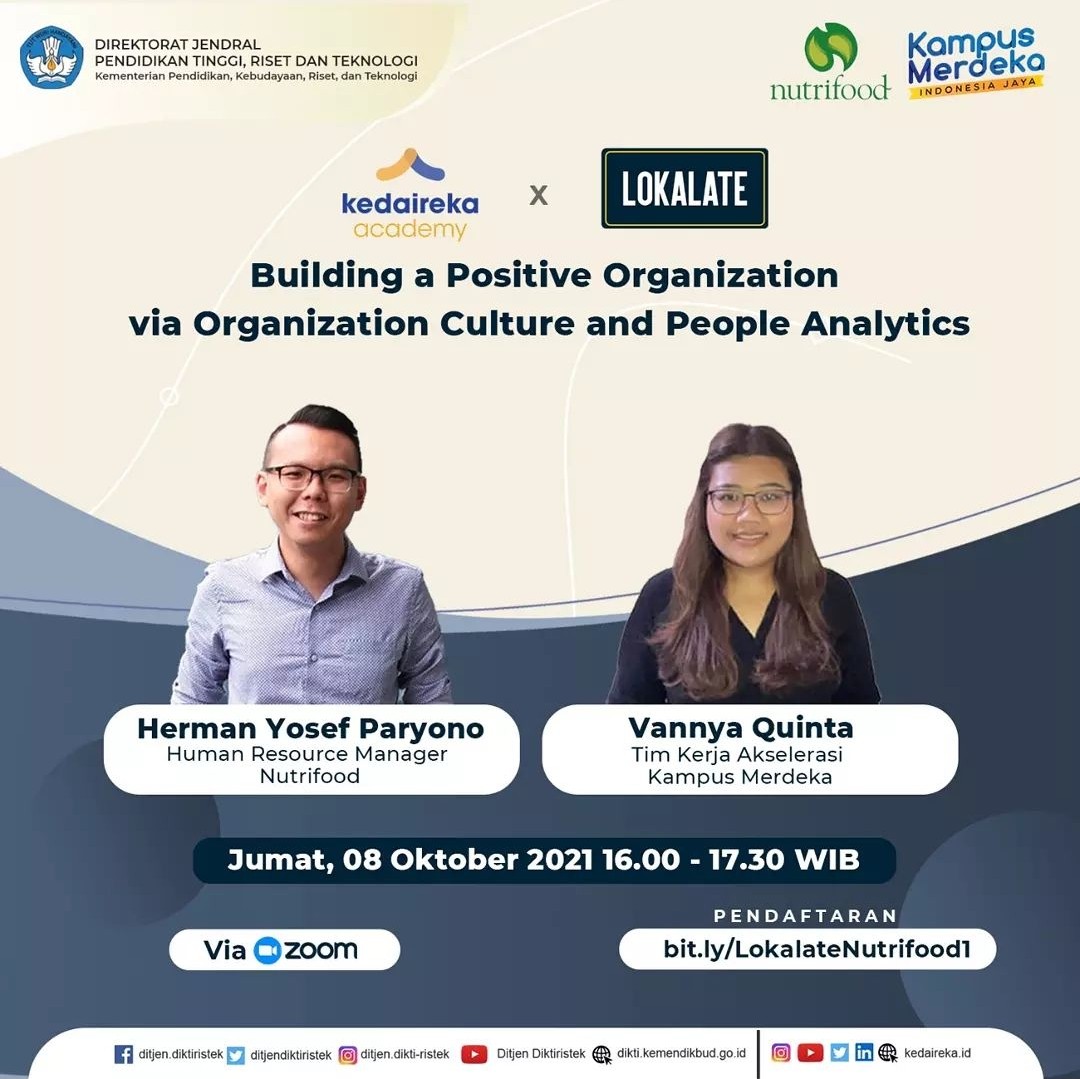 DIREKTORAT JENDRAL
PENDIDIKAN TINGGI, RISET DAN TEKNOLOGI
Kementerian Pendidikan, Kebudayaan, Riset, dan Teknologi
nutrifood
Kampus
Merdeka
INDONESIA JAYA
kedaireka
academy
X
LOKALATE
Building a Positive Organization
via Organization Culture and People Analytics
Herman Yosef Paryono
Human Resource Manager
Nutrifood
Vannya Quinta
Tim Kerja Akselerasi
Kampus Merdeka
Jumat, 08 Oktober 2021 16.00 - 17.30 WIB
Via zoom
PENDAFTARAN
bit.ly/LokalateNutrifood1
ditjen.diktiristek ditjendiktiristek ditjen.dikti-ristek Ditjen Diktiristek dikti.kemendikbud.go.id kedaireka.id